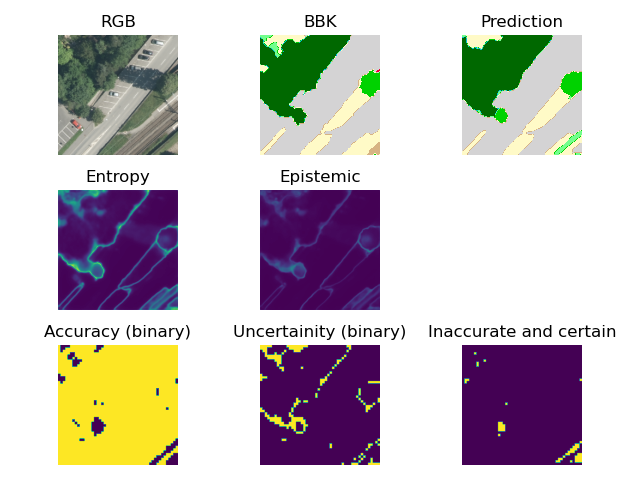 RGB
BBK
Prediction
Entropy
Epistemic
Accuracy (binary)
Uncertainity (binary)
Inaccurate and certain